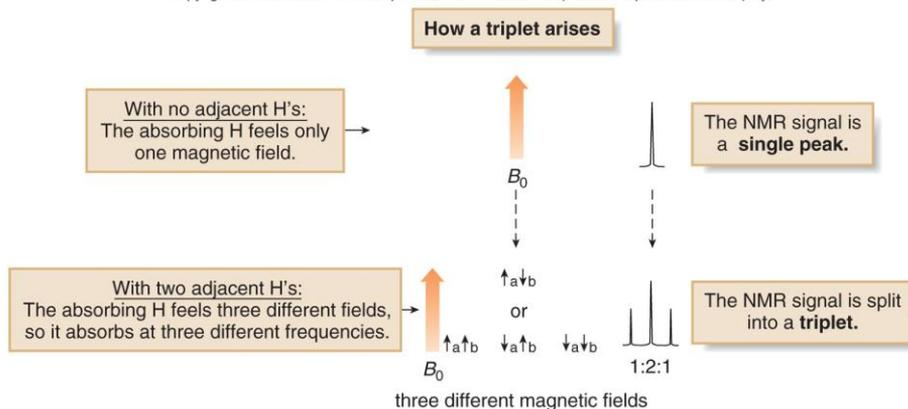 How a triplet arises
With no adjacent H's:
The absorbing H feels only
one magnetic field.
B0
The NMR signal is
a single peak.
With two adjacent H's:
The absorbing H feels three different fields,
so it absorbs at three different frequencies.
B0
↑a↑b
↑a↓b
or
↓a↑b
↓a↓b
1:2:1
The NMR signal is split
into a triplet.
three different magnetic fields